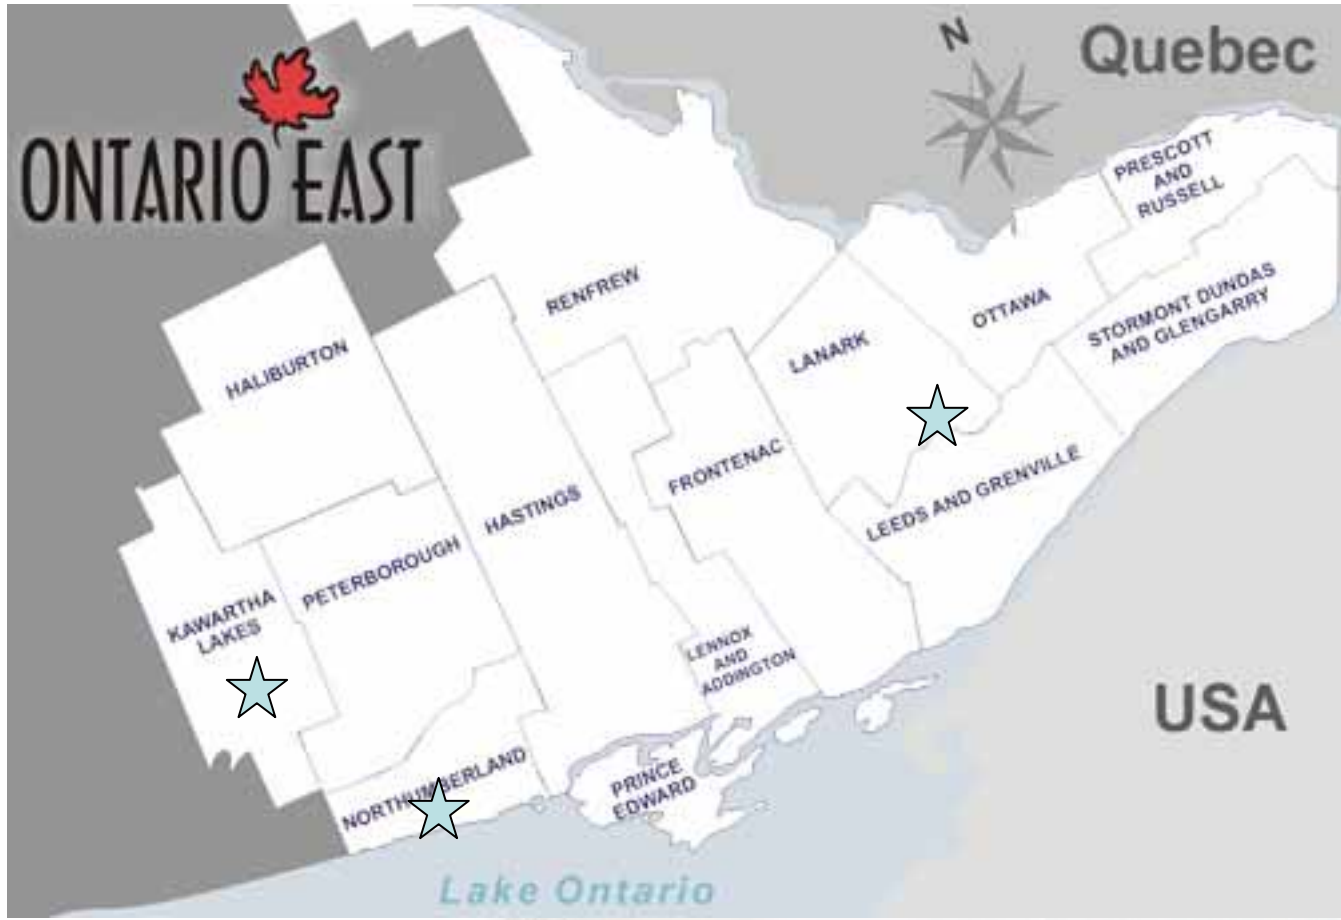 N
Quebec
ONTARIO EAST
PRESCOTT
AND
RUSSELL
RENFREW
OTTAWA
STORMONT DUNDAS
AND GLENGARRY
HALIBURTON
LANARK
FRONTENAC
HASTINGS
LEEDS AND GRENVILLE
PETERBOROUGH
KAWARTHA
LAKES
LENNOX
AND
ADDINGTON
USA
NORTHUMBERLAND
PRINCE
EDWARD
Lake Ontario